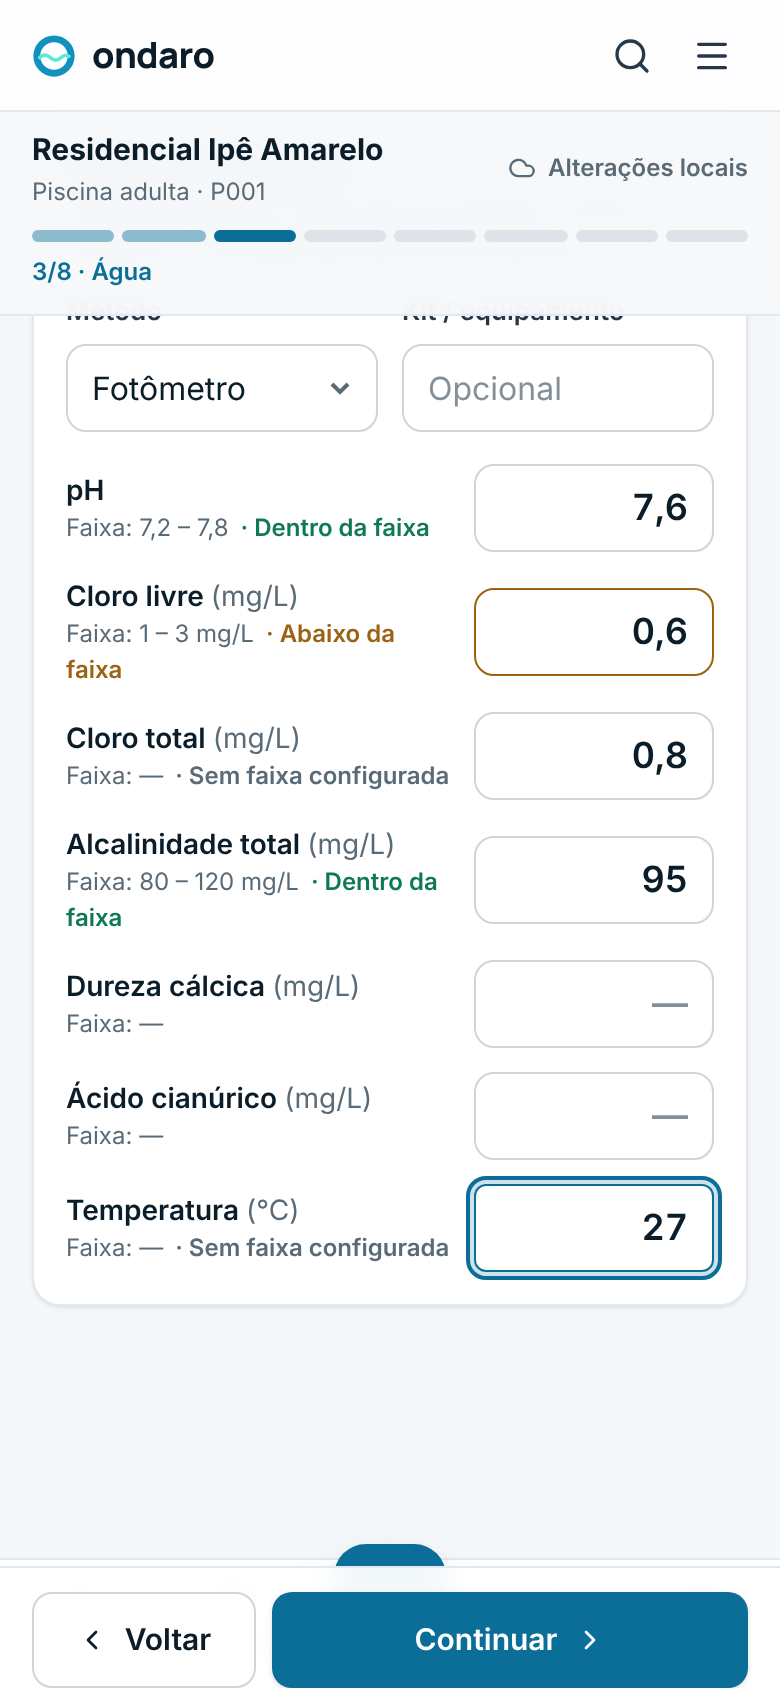 ondaro
Residencial Ipê Amarelo
Piscina adulta · P001
Alterações locais
3/8 · Água
Método
Kit / equipamento
Fotômetro
Opcional
pH
Faixa: 7,2 – 7,8 · Dentro da faixa
7,6
Cloro livre (mg/L)
Faixa: 1 – 3 mg/L · Abaixo da
faixa
0,6
Cloro total (mg/L)
Faixa: — · Sem faixa configurada
0,8
Alcalinidade total (mg/L)
Faixa: 80 – 120 mg/L · Dentro da
faixa
95
Dureza cálcica (mg/L)
Faixa: —
—
Ácido cianúrico (mg/L)
Faixa: —
—
Temperatura (°C)
Faixa: — · Sem faixa configurada
27
Voltar
Continuar